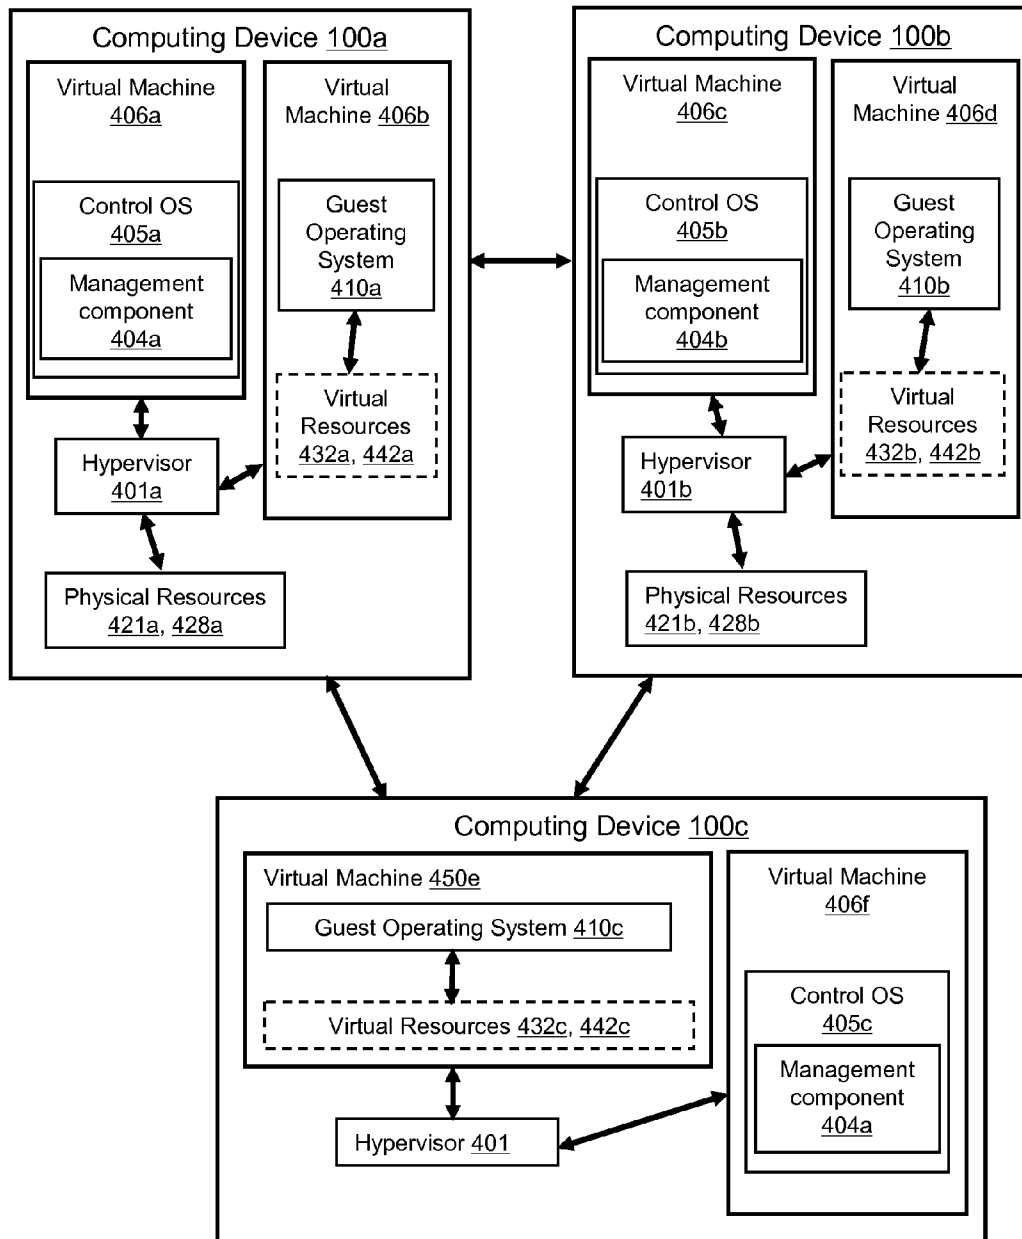 Computing Device 100a
Virtual Machine
406a
Virtual
Machine 406b
Control OS
405a
Management
component
404a
Guest
Operating
System
410a
Virtual
Resources
432a, 442a
Hypervisor
401a
Physical Resources
421a, 428a
Computing Device 100b
Virtual Machine
406c
Virtual
Machine 406d
Control OS
405b
Management
component
404b
Guest
Operating
System
410b
Virtual
Resources
432b, 442b
Hypervisor
401b
Physical Resources
421b, 428b
Computing Device 100c
Virtual Machine 450e
Guest Operating System 410c
Virtual Resources 432c, 442c
Hypervisor 401
Virtual Machine
406f
Control OS
405c
Management
component
404a